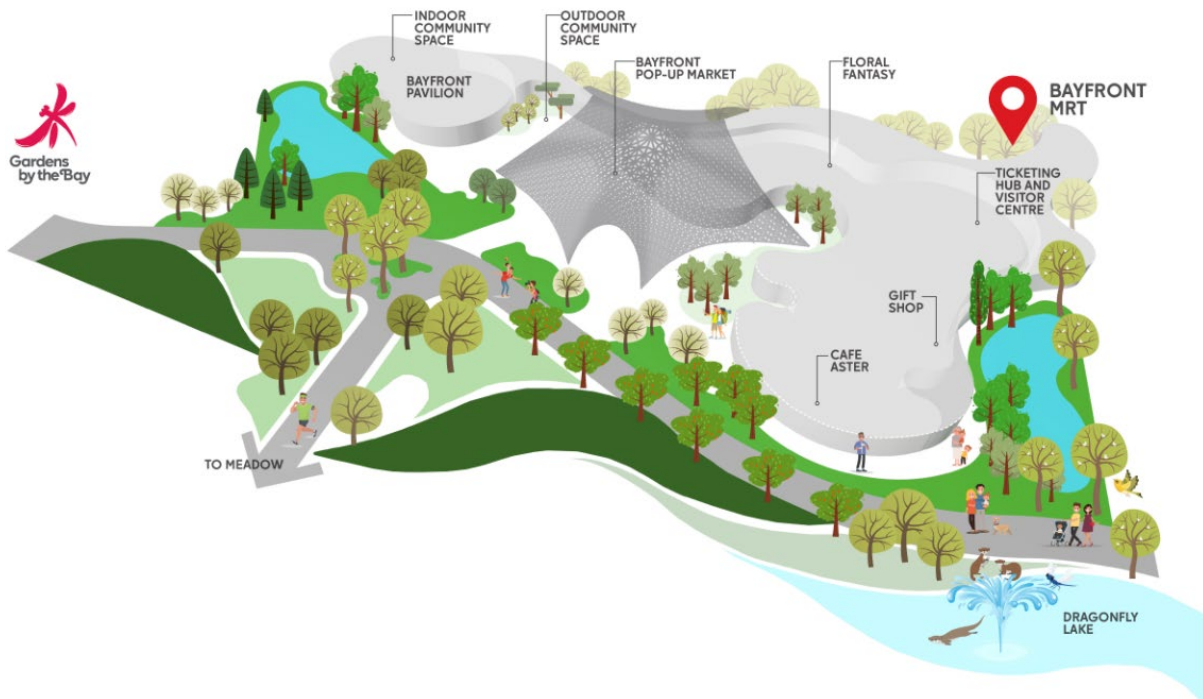 INDOOR
COMMUNITY
SPACE
OUTDOOR
COMMUNITY
SPACE
BAYFRONT
PAVILION
BAYFRONT
POP-UP MARKET
FLORAL
FANTASY
BAYFRONT
MRT
Gardens
by the Bay
TICKETING
HUB AND
VISITOR
CENTRE
GIFT
SHOP
CAFE
ASTER
TO MEADOW
DRAGONFLY
LAKE